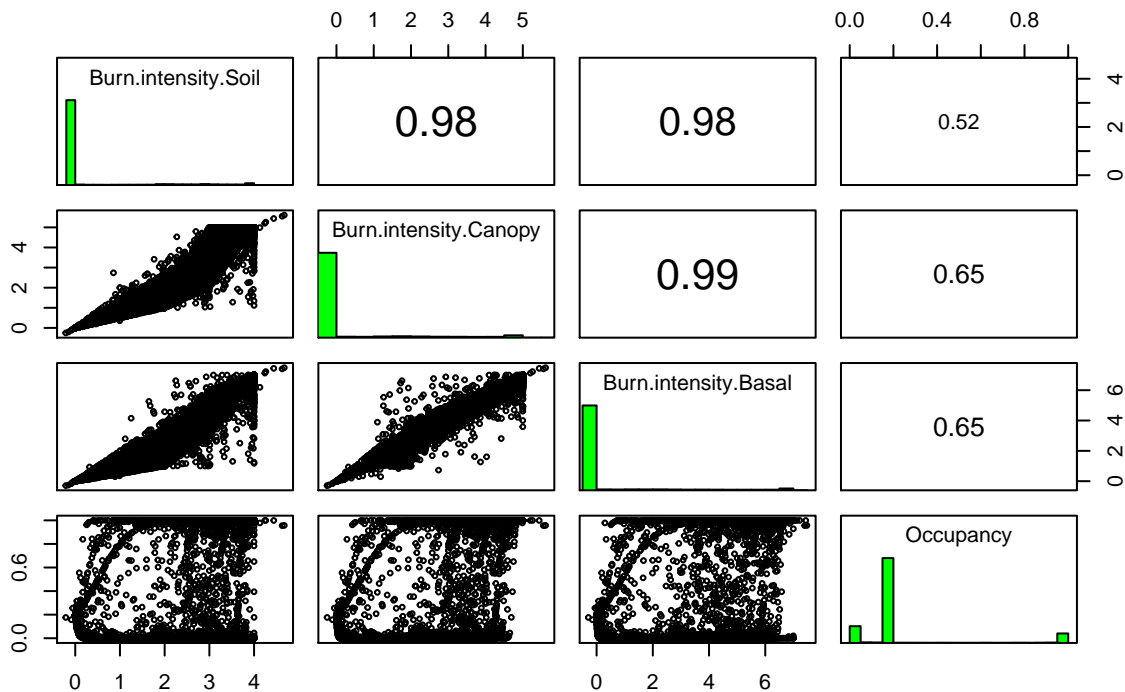 0 1 2 3 4 5
0.0 0.4 0.8
Burn.intensity.Soil
0.98
0.98
0.52
0 2 4
0 2 4
Burn.intensity.Canopy
0.99
0.65
Burn.intensity.Basal
0.65
0 2 4 6
0.0 0.6
Occupancy
0 1 2 3 4
0 2 4 6